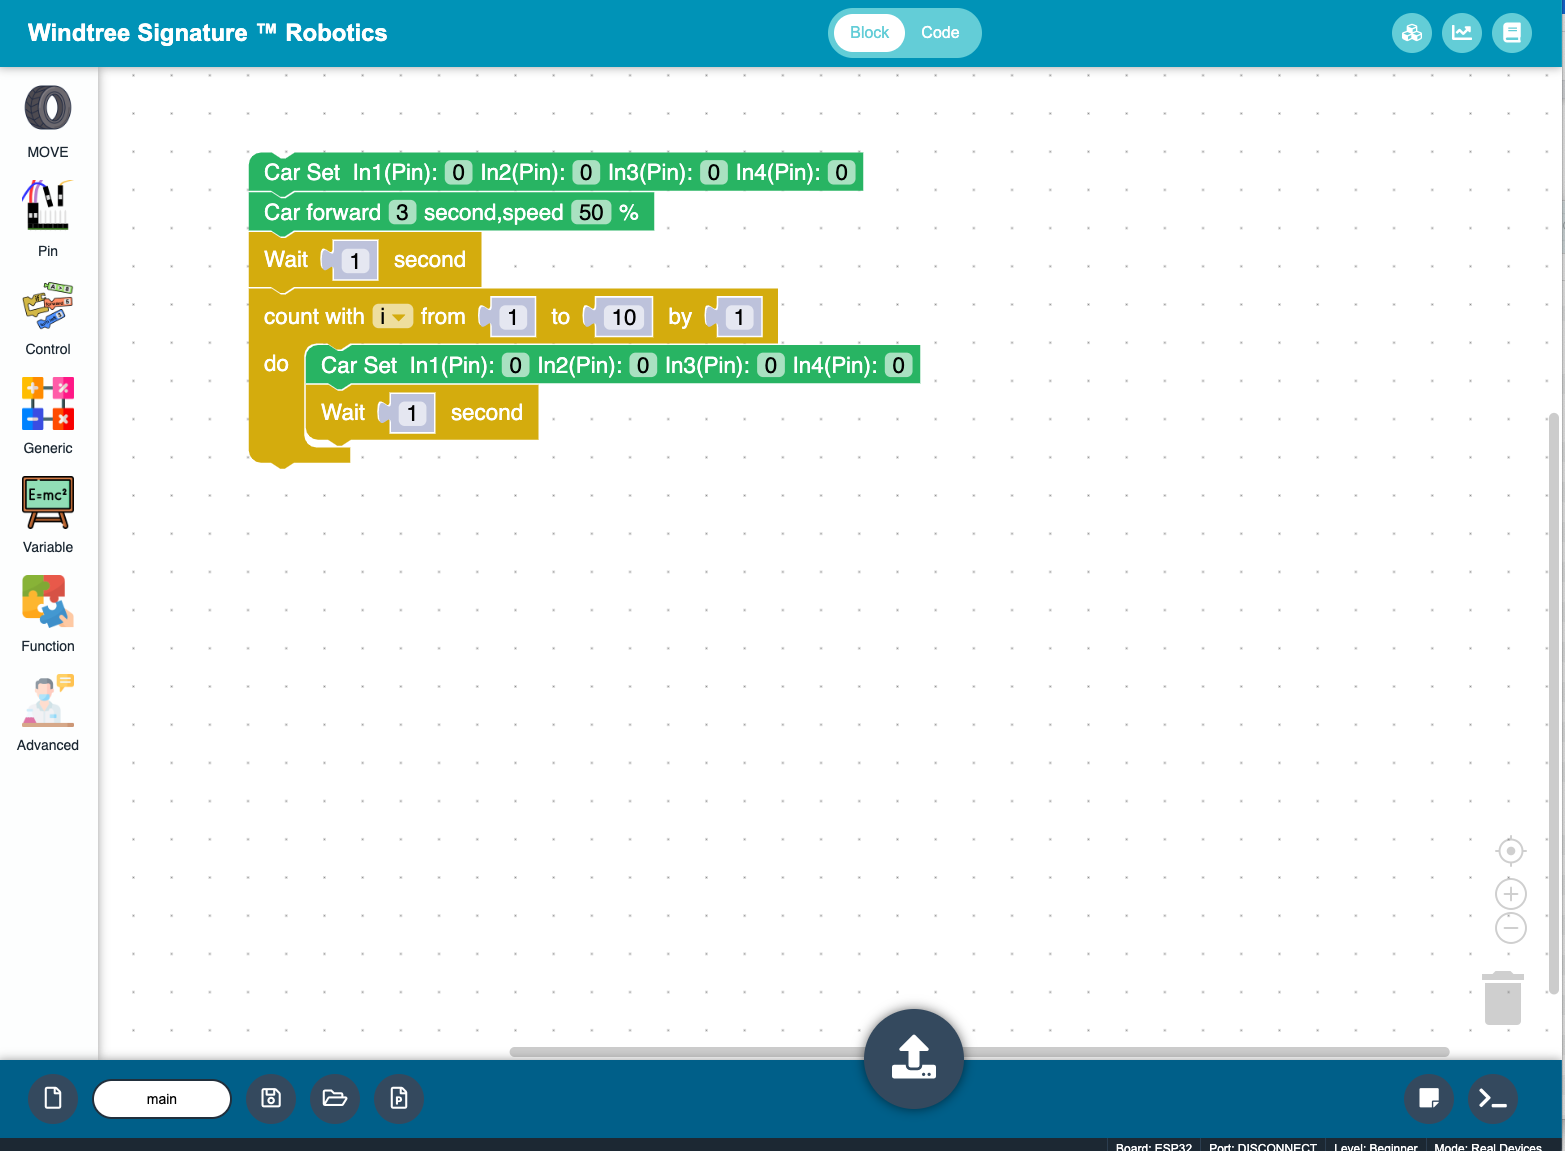 Windtree Signature ™ Robotics
Block Code
MOVE
Pin
Control
Generic
E=mc²
Variable
Function
Advanced
Car Set In1(Pin): 0 In2(Pin): 0 In3(Pin): 0 In4(Pin): 0
Car forward 3 second,speed 50 %
Wait 1 second
count with i from 1 to 10 by 1
do Car Set In1(Pin): 0 In2(Pin): 0 In3(Pin): 0 In4(Pin): 0
Wait 1 second
main
Board: ESP32 Port: DISCONNECT Level: Beginner Mode: Real Devices